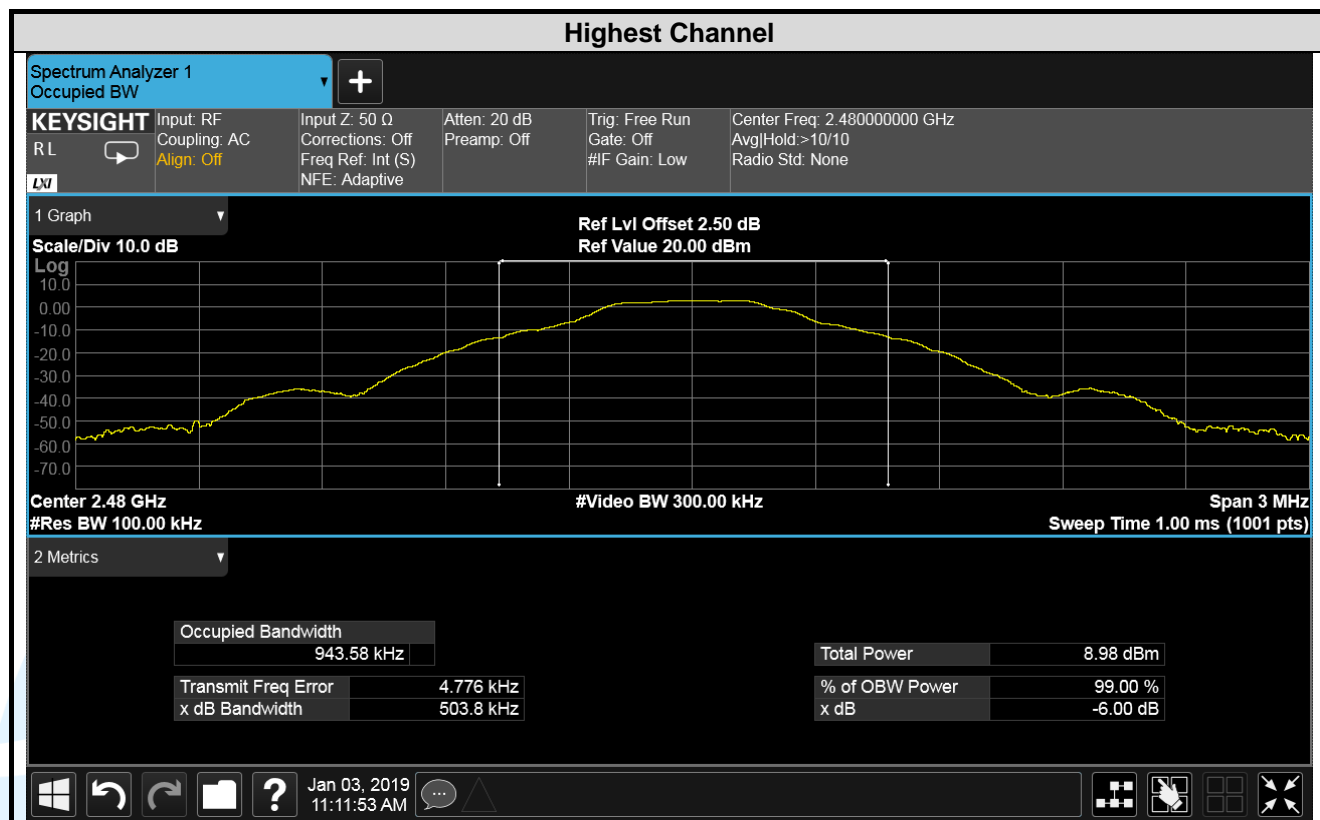 Highest Channel
Spectrum Analyzer 1
Occupied BW
KEYSIGHT
R L
LXI
Input: RF
Coupling: AC
Align: Off
Input Z: 50 Ω
Corrections: Off
Freq Ref: Int (S)
NFE: Adaptive
Atten: 20 dB
Preamp: Off
Trig: Free Run
Gate: Off
#IF Gain: Low
Center Freq: 2.480000000 GHz
Avg|Hold:>10/10
Radio Std: None
1 Graph
Scale/Div 10.0 dB
Ref Lvl Offset 2.50 dB
Ref Value 20.00 dBm
Log
10.0
0.00
-10.0
-20.0
-30.0
-40.0
-50.0
-60.0
-70.0
Center 2.48 GHz
#Video BW 300.00 kHz
Span 3 MHz
#Res BW 100.00 kHz
Sweep Time 1.00 ms (1001 pts)
2 Metrics
Occupied Bandwidth
943.58 kHz
Total Power 8.98 dBm
Transmit Freq Error 4.776 kHz
% of OBW Power 99.00 %
x dB Bandwidth 503.8 kHz
x dB -6.00 dB
?
Jan 03, 2019
11:11:53 AM